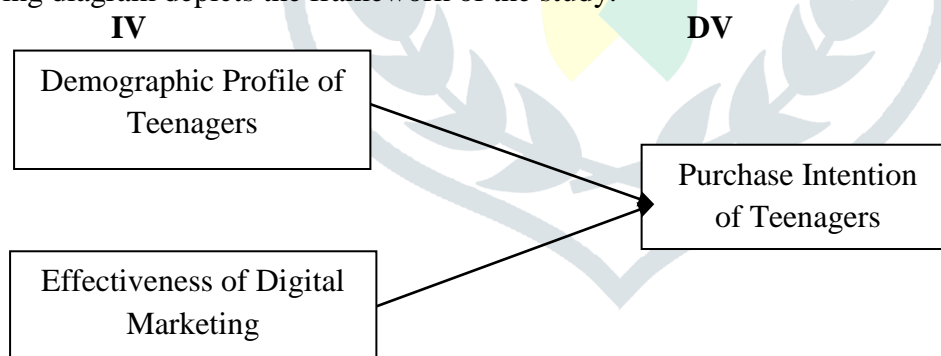 ing diagram depicts the framework of the study.
IV
DV
Demographic Profile of
Teenagers
Purchase Intention
of Teenagers
Effectiveness of Digital
Marketing